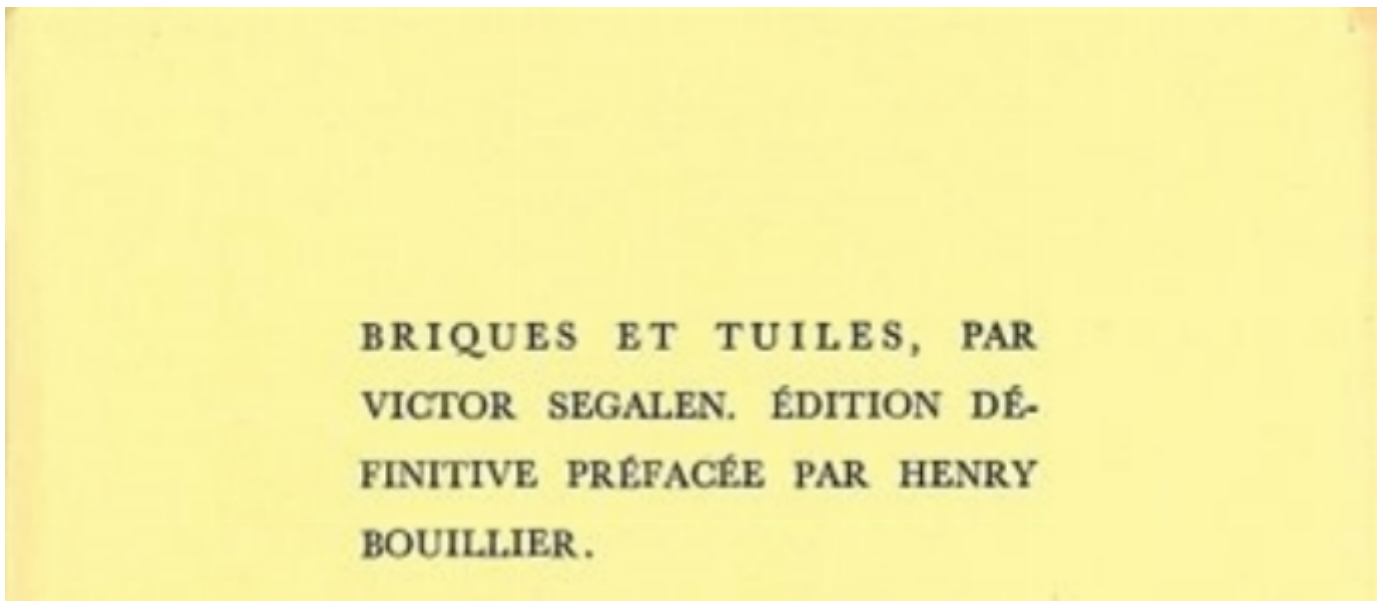 BRIQUES ET TUILES, PAR
VICTOR SEGALEN. ÉDITION DÉ-
FINITIVE PRÉFACÉE PAR HENRY
BOUILLIER.